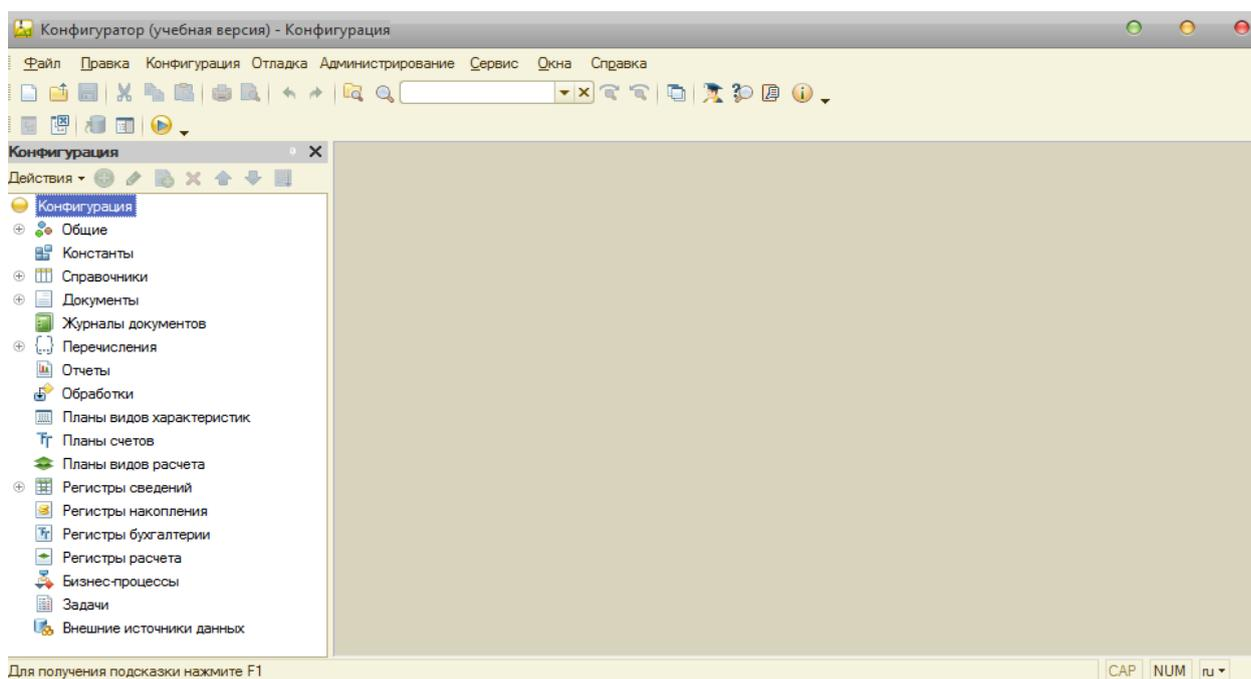 Конфигуратор (учебная версия) - Конфигурация
Файл Правка Конфигурация Отладка Администрирование Сервис Окна Справка
Конфигурация
Действия
Конфигурация
Общие
Константы
Справочники
Документы
Журналы документов
Перечисления
Отчеты
Обработки
Планы видов характеристик
Планы счетов
Планы видов расчета
Регистры сведений
Регистры накопления
Регистры бухгалтерии
Регистры расчета
Бизнес-процессы
Задачи
Внешние источники данных
Для получения подсказки нажмите F1 CAP NUM ru